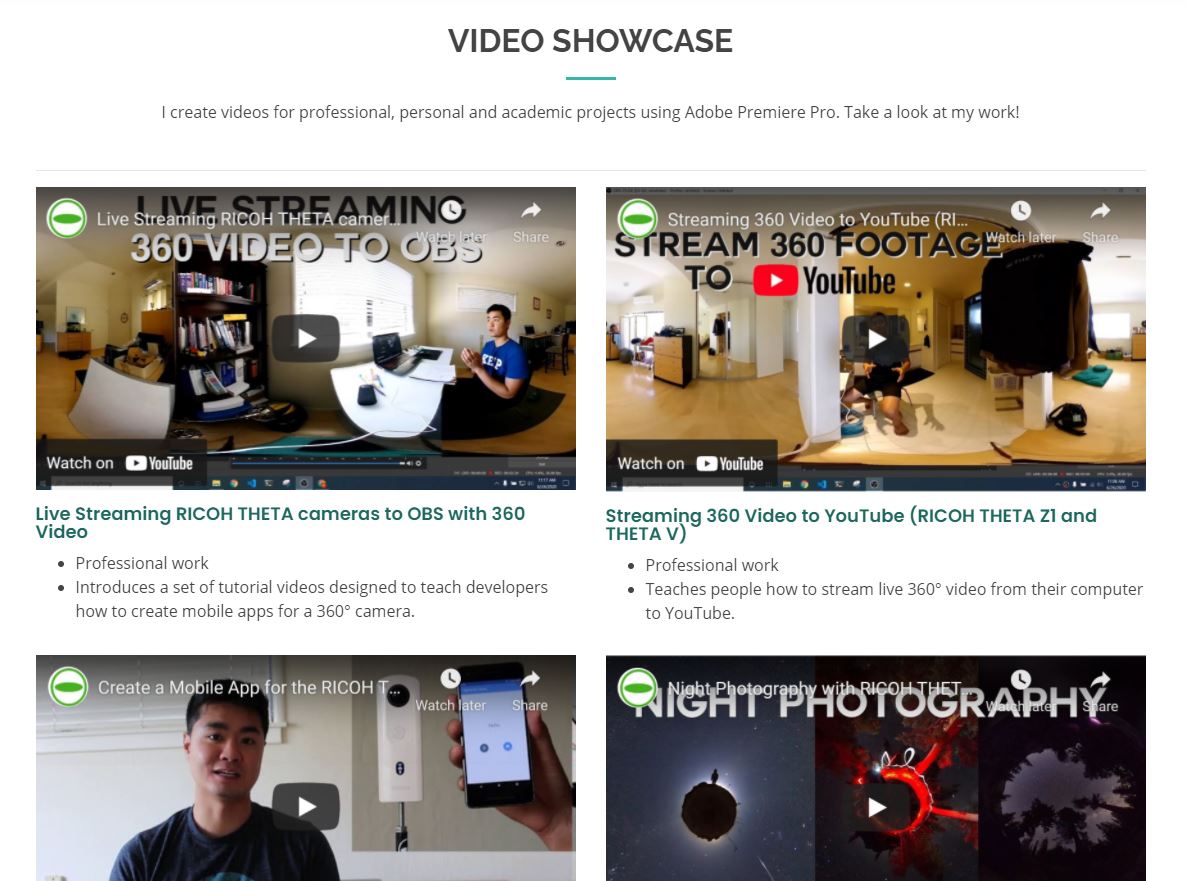 VIDEO SHOWCASE
I create videos for professional, personal and academic projects using Adobe Premiere Pro. Take a look at my work!
LIVE STREAMING
Live Streaming RICOH THETA camer...
Watch later
Share
360 VIDEO TO OBS
Watch on YouTube
11:17 AM
Streaming 360 Video to YouTube (RI...
Watch later
Share
STREAM 360 FOOTAGE
TO YouTube
THETA
Watch on YouTube
Live Streaming RICOH THETA cameras to OBS with 360
Video
• Professional work
• Introduces a set of tutorial videos designed to teach developers
how to create mobile apps for a 360° camera.
Streaming 360 Video to YouTube (RICOH THETA Z1 and
THETA V)
• Professional work
• Teaches people how to stream live 360° video from their computer
to YouTube.
Create a Mobile App for the RICOH T...
Watch later
Share
Night Photography with RICOH THET...
Watch later
Share
NIGHT PHOTOGRAPHY